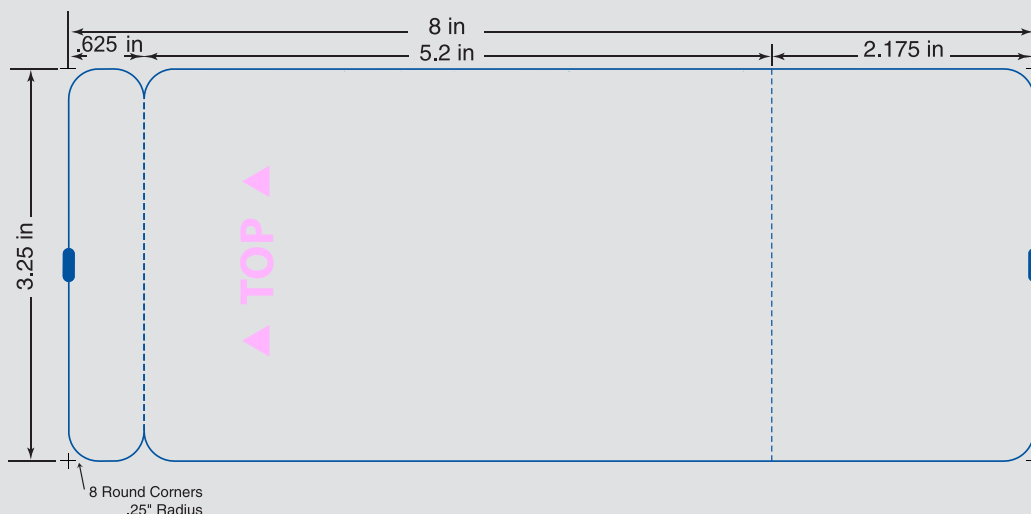 8 in
.625 in
5.2 in
2.175 in
3.25 in
TOP
8 Round Corners
.25" Radius